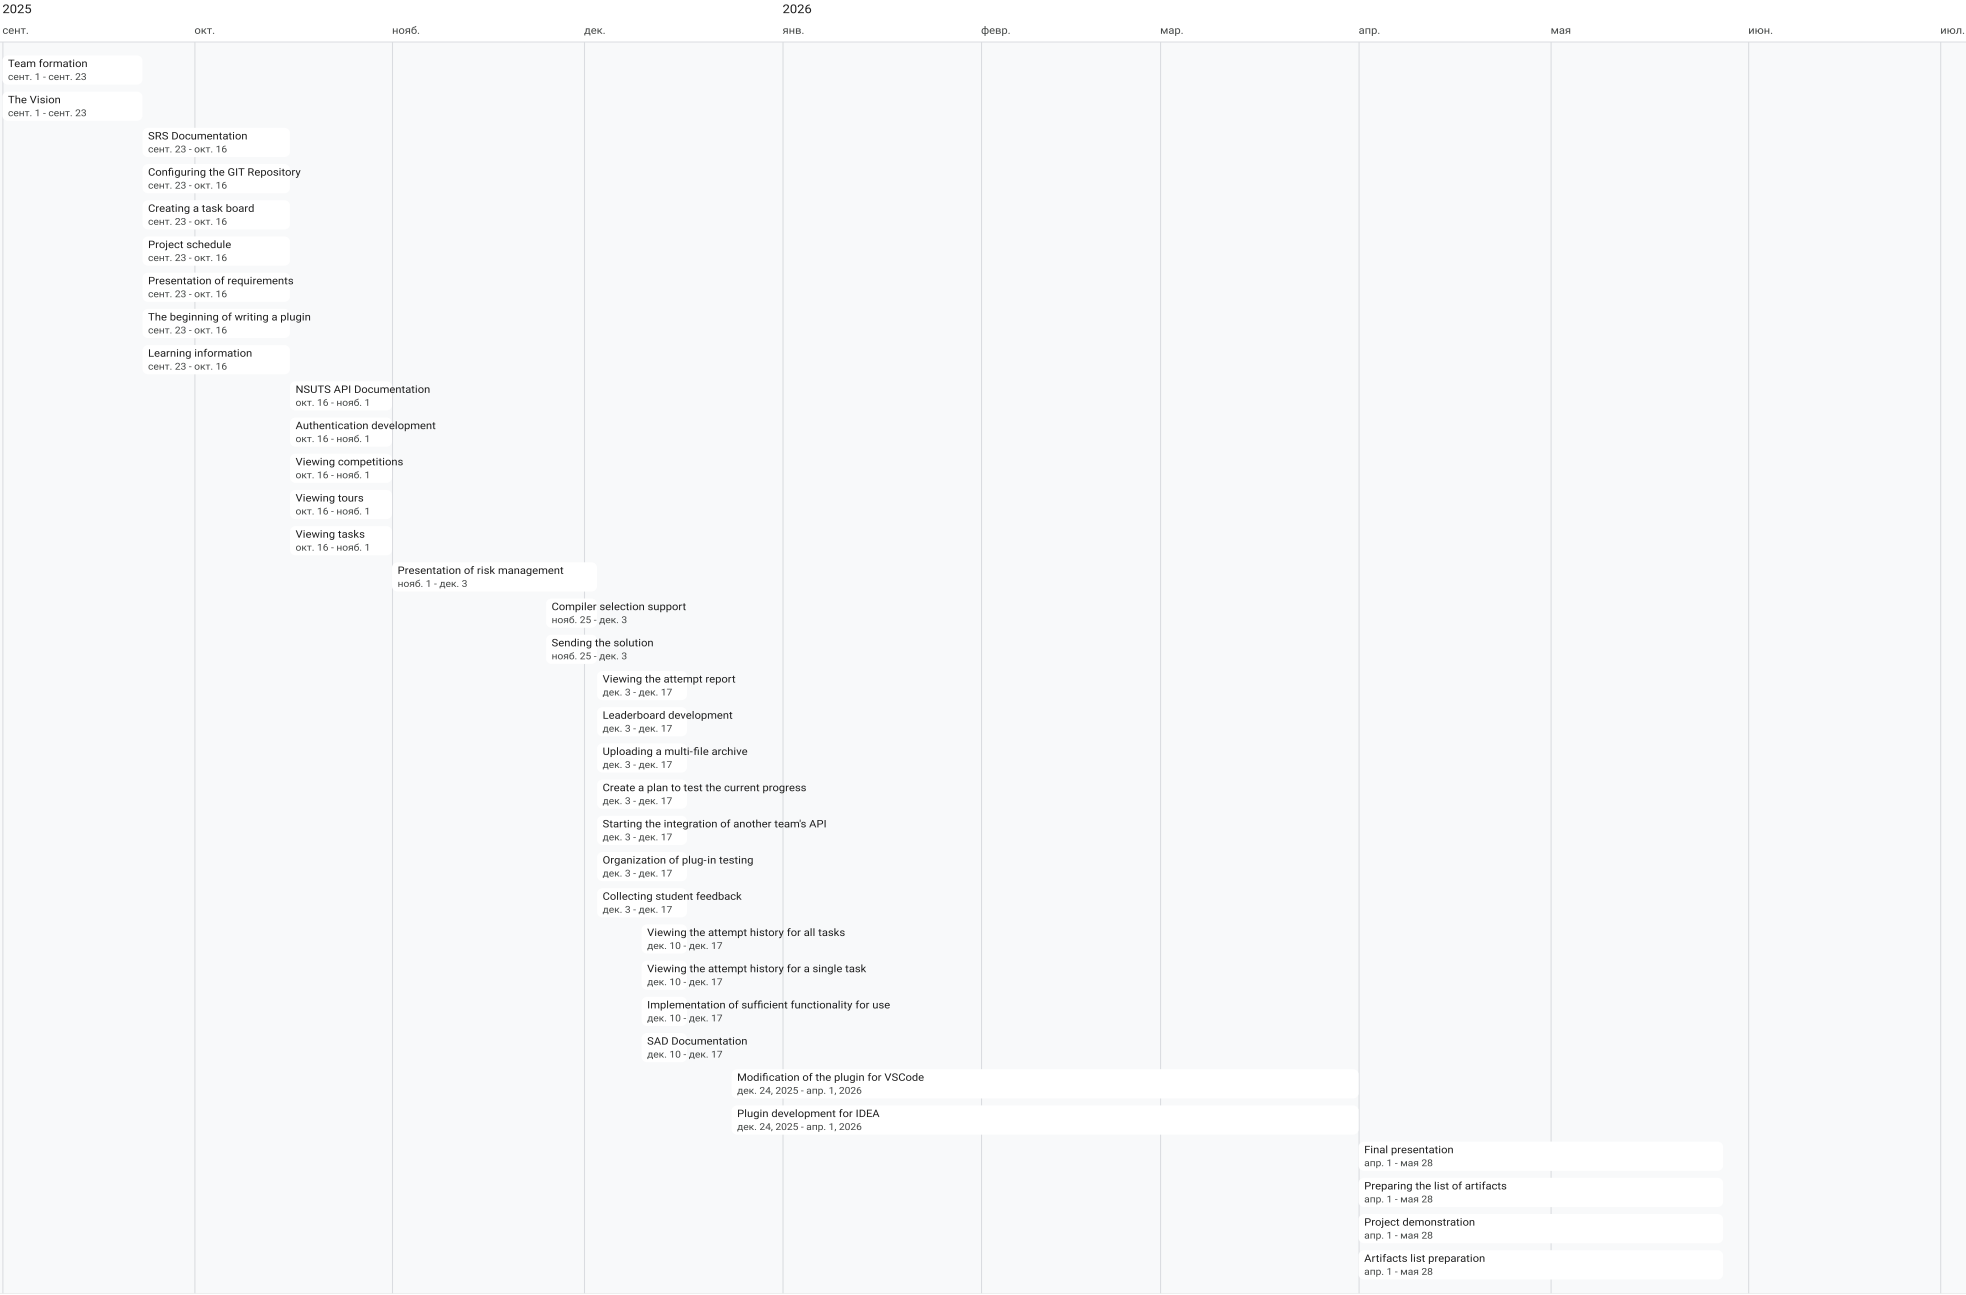 2025 2026
сент. окт. нояб. дек. янв. февр. мар. апр. мая июн. июл.
Team formation
сент. 1 - сент. 23
The Vision
сент. 1 - сент. 23
SRS Documentation
сент. 23 - окт. 16
Configuring the GIT Repository
сент. 23 - окт. 16
Creating a task board
сент. 23 - окт. 16
Project schedule
сент. 23 - окт. 16
Presentation of requirements
сент. 23 - окт. 16
The beginning of writing a plugin
сент. 23 - окт. 16
Learning information
сент. 23 - окт. 16
NSUTS API Documentation
окт. 16 - нояб. 1
Authentication development
окт. 16 - нояб. 1
Viewing competitions
окт. 16 - нояб. 1
Viewing tours
окт. 16 - нояб. 1
Viewing tasks
окт. 16 - нояб. 1
Presentation of risk management
нояб. 1 - дек. 3
Compiler selection support
нояб. 25 - дек. 3
Sending the solution
нояб. 25 - дек. 3
Viewing the attempt report
дек. 3 - дек. 17
Leaderboard development
дек. 3 - дек. 17
Uploading a multi-file archive
дек. 3 - дек. 17
Create a plan to test the current progress
дек. 3 - дек. 17
Starting the integration of another team's API
дек. 3 - дек. 17
Organization of plug-in testing
дек. 3 - дек. 17
Collecting student feedback
дек. 3 - дек. 17
Viewing the attempt history for all tasks
дек. 10 - дек. 17
Viewing the attempt history for a single task
дек. 10 - дек. 17
Implementation of sufficient functionality for use
дек. 10 - дек. 17
SAD Documentation
дек. 10 - дек. 17
Modification of the plugin for VSCode
дек. 24, 2025 - апр. 1, 2026
Plugin development for IDEA
дек. 24, 2025 - апр. 1, 2026
Final presentation
апр. 1 - мая 28
Preparing the list of artifacts
апр. 1 - мая 28
Project demonstration
апр. 1 - мая 28
Artifacts list preparation
апр. 1 - мая 28